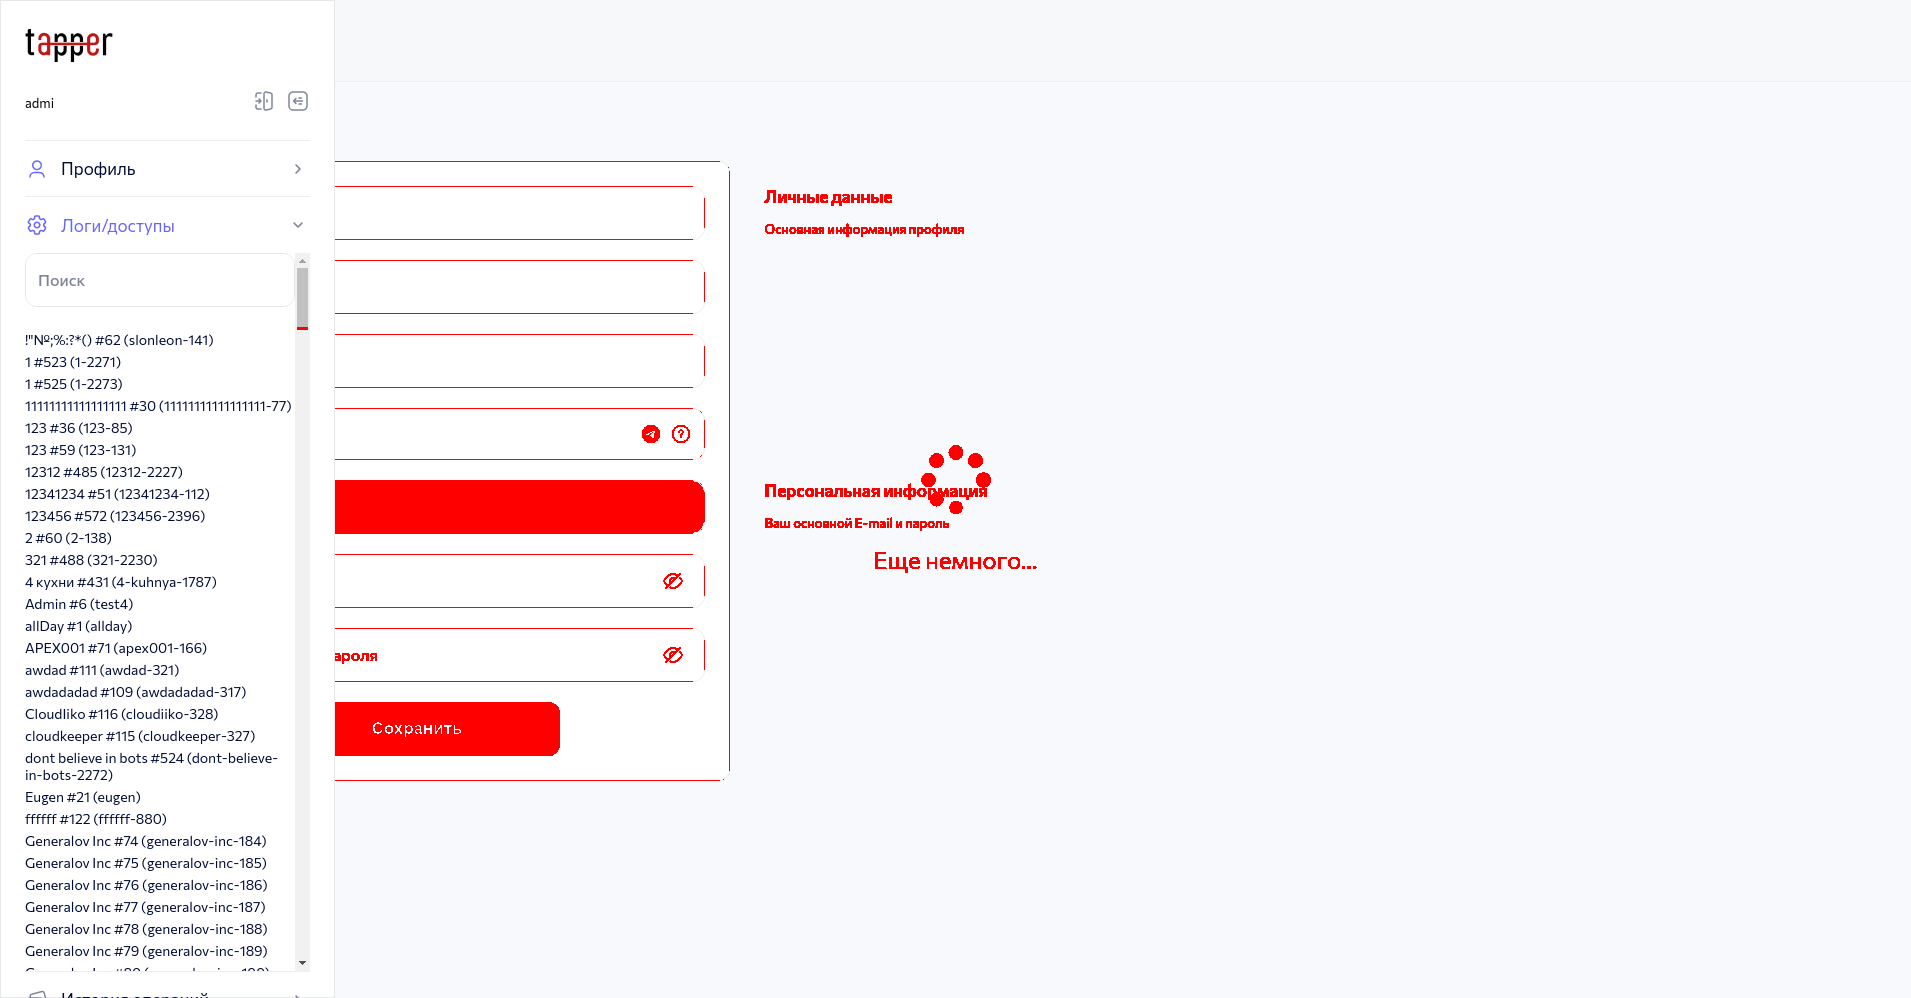 tapper
admi
Профиль
Логи/доступы
Поиск
!"№;%:?*() #62 (slonleon-141)
1 #523 (1-2271)
1 #525 (1-2273)
11111111111111111 #30 (11111111111111111-77)
123 #36 (123-85)
123 #59 (123-131)
12312 #485 (12312-2227)
12341234 #51 (12341234-112)
123456 #572 (123456-2396)
2 #60 (2-138)
321 #488 (321-2230)
4 кухни #431 (4-kuhnya-1787)
Admin #6 (test4)
allDay #1 (allday)
APEX001 #71 (apex001-166)
awdad #111 (awdad-321)
awdadadad #109 (awdadadad-317)
CloudIiko #116 (cloudiiko-328)
cloudkeeper #115 (cloudkeeper-327)
dont believe in bots #524 (dont-believe-
in-bots-2272)
Eugen #21 (eugen)
ffffff #122 (ffffff-880)
Generalov Inc #74 (generalov-inc-184)
Generalov Inc #75 (generalov-inc-185)
Generalov Inc #76 (generalov-inc-186)
Generalov Inc #77 (generalov-inc-187)
Generalov Inc #78 (generalov-inc-188)
Generalov Inc #79 (generalov-inc-189)
История операций
ароля
Сохранить
Личные данные
Основная информация профиля
Персональная информация
Ваш основной E-mail и пароль
Еще немного...